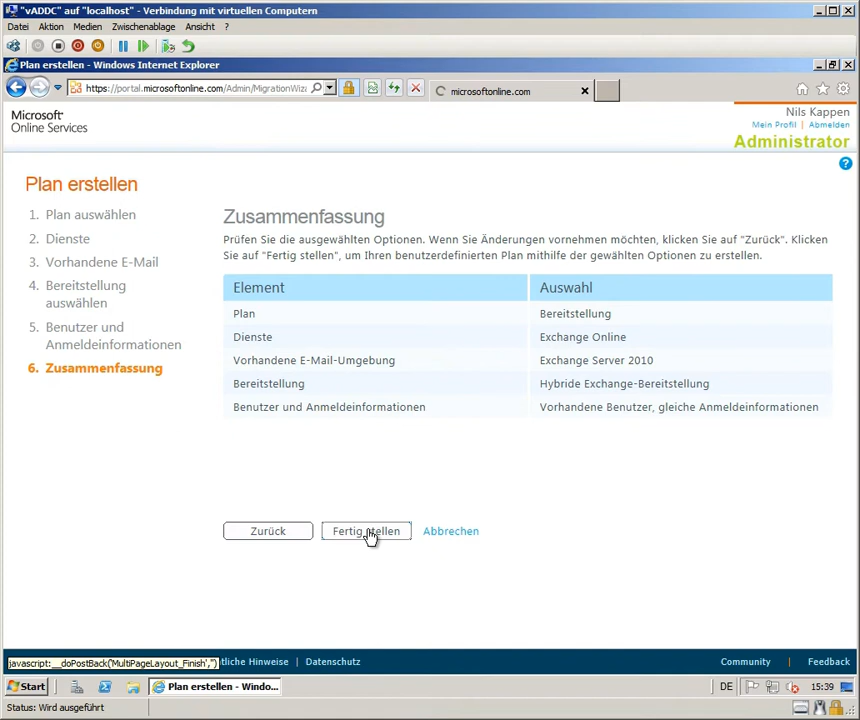 "vADDC" auf "localhost" - Verbindung mit virtuellen Computern
Datei Aktion Medien Zwischenablage Ansicht ?
Plan erstellen - Windows Internet Explorer
https://portal.microsoftonline.com/Admin/MigrationWiza
microsoftonline.com
Microsoft
Online Services
Nils Kappen
Mein Profil | Abmelden
Administrator
Plan erstellen
1. Plan auswählen
2. Dienste
3. Vorhandene E-Mail
4. Bereitstellung
auswählen
5. Benutzer und
Anmeldeinformationen
6. Zusammenfassung
Zusammenfassung
Prüfen Sie die ausgewählten Optionen. Wenn Sie Änderungen vornehmen möchten, klicken Sie auf "Zurück". Klicken
Sie auf "Fertig stellen", um Ihren benutzerdefinierten Plan mithilfe der gewählten Optionen zu erstellen.
Element Auswahl
Plan Bereitstellung
Dienste Exchange Online
Vorhandene E-Mail-Umgebung Exchange Server 2010
Bereitstellung Hybride Exchange-Bereitstellung
Benutzer und Anmeldeinformationen Vorhandene Benutzer, gleiche Anmeldeinformationen
Zurück Fertig stellen Abbrechen
javascript:__doPostBack('MultiPageLayout_Finish','')
tliche Hinweise | Datenschutz
Community | Feedback
Start
Plan erstellen - Windo...
DE
15:39
Status: Wird ausgeführt